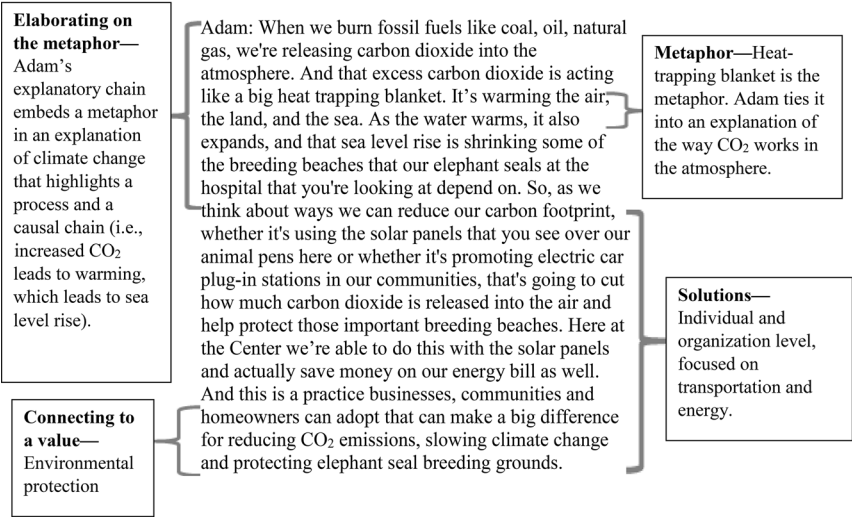 Elaborating on
the metaphor—
Adam’s
explanatory chain
embeds a metaphor
in an explanation
of climate change
that highlights a
process and a
causal chain (i.e.,
increased CO2
leads to warming,
which leads to sea
level rise).
Connecting to
a value—
Environmental
protection
Adam: When we burn fossil fuels like coal, oil, natural
gas, we're releasing carbon dioxide into the
atmosphere. And that excess carbon dioxide is acting
like a big heat trapping blanket. It’s warming the air,
the land, and the sea. As the water warms, it also
expands, and that sea level rise is shrinking some of
the breeding beaches that our elephant seals at the
hospital that you're looking at depend on. So, as we
think about ways we can reduce our carbon footprint,
whether it's using the solar panels that you see over our
animal pens here or whether it's promoting electric car
plug-in stations in our communities, that's going to cut
how much carbon dioxide is released into the air and
help protect those important breeding beaches. Here at
the Center we’re able to do this with the solar panels
and actually save money on our energy bill as well.
And this is a practice businesses, communities and
homeowners can adopt that can make a big difference
for reducing CO2 emissions, slowing climate change
and protecting elephant seal breeding grounds.
Metaphor—Heat-
trapping blanket is the
metaphor. Adam ties it
into an explanation of
the way CO2 works in
the atmosphere.
Solutions—
Individual and
organization level,
focused on
transportation and
energy.